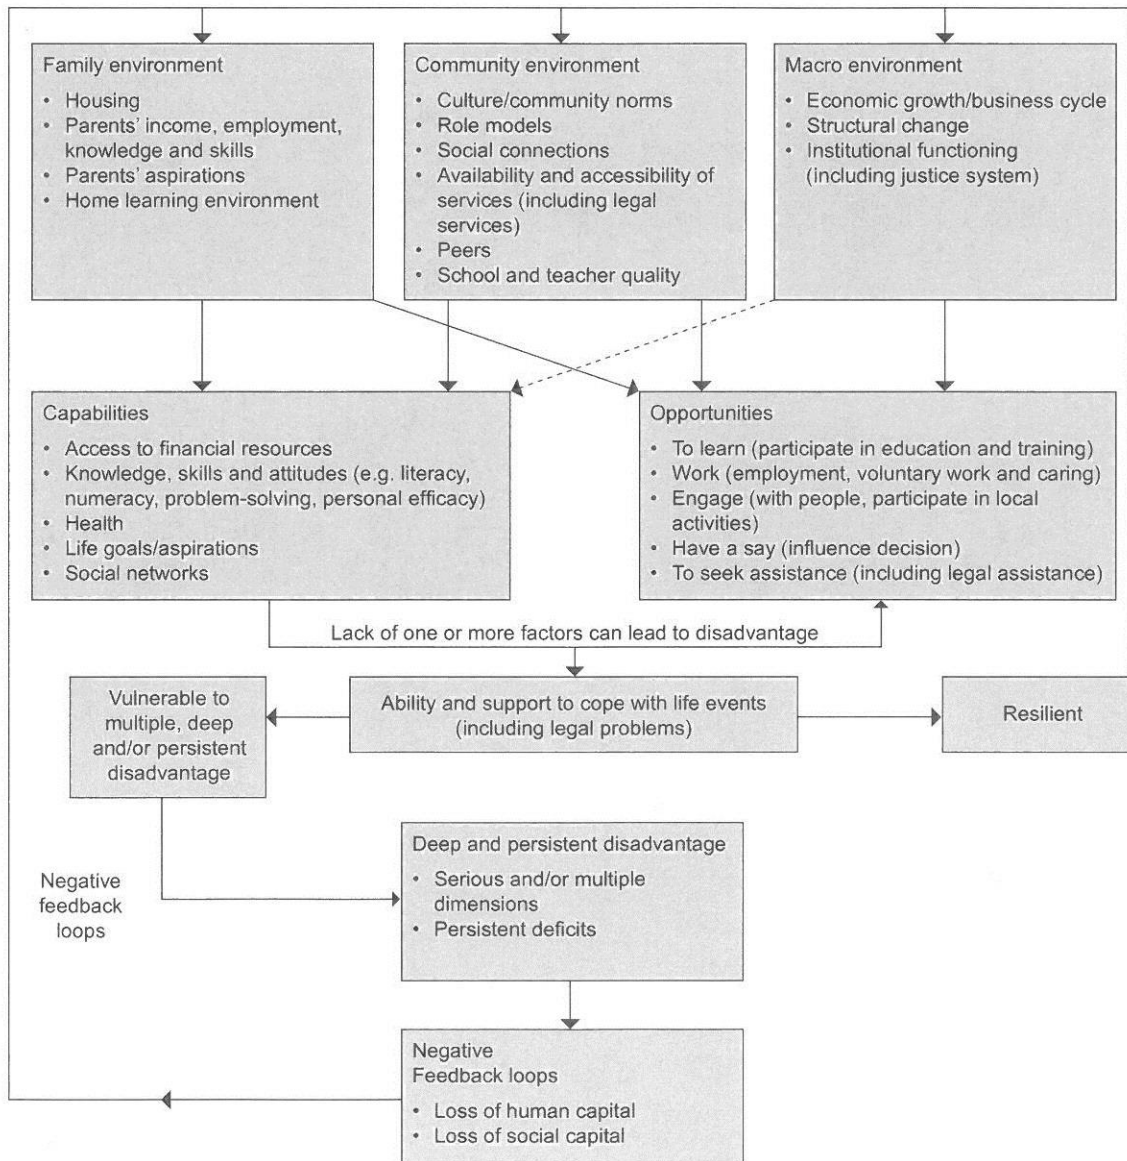 Family environment
• Housing
• Parents' income, employment,
knowledge and skills
• Parents' aspirations
• Home learning environment
Community environment
• Culture/community norms
• Role models
• Social connections
• Availability and accessibility of
services (including legal
services)
• Peers
• School and teacher quality
Macro environment
• Economic growth/business cycle
• Structural change
• Institutional functioning
(including justice system)
Capabilities
• Access to financial resources
• Knowledge, skills and attitudes (e.g. literacy,
numeracy, problem-solving, personal efficacy)
• Health
• Life goals/aspirations
• Social networks
Opportunities
• To learn (participate in education and training)
• Work (employment, voluntary work and caring)
• Engage (with people, participate in local
activities)
• Have a say (influence decision)
• To seek assistance (including legal assistance)
Lack of one or more factors can lead to disadvantage
Vulnerable to
multiple, deep
and/or persistent
disadvantage
Ability and support to cope with life events
(including legal problems)
Resilient
Negative
feedback
loops
Deep and persistent disadvantage
• Serious and/or multiple
dimensions
• Persistent deficits
Negative
Feedback loops
• Loss of human capital
• Loss of social capital